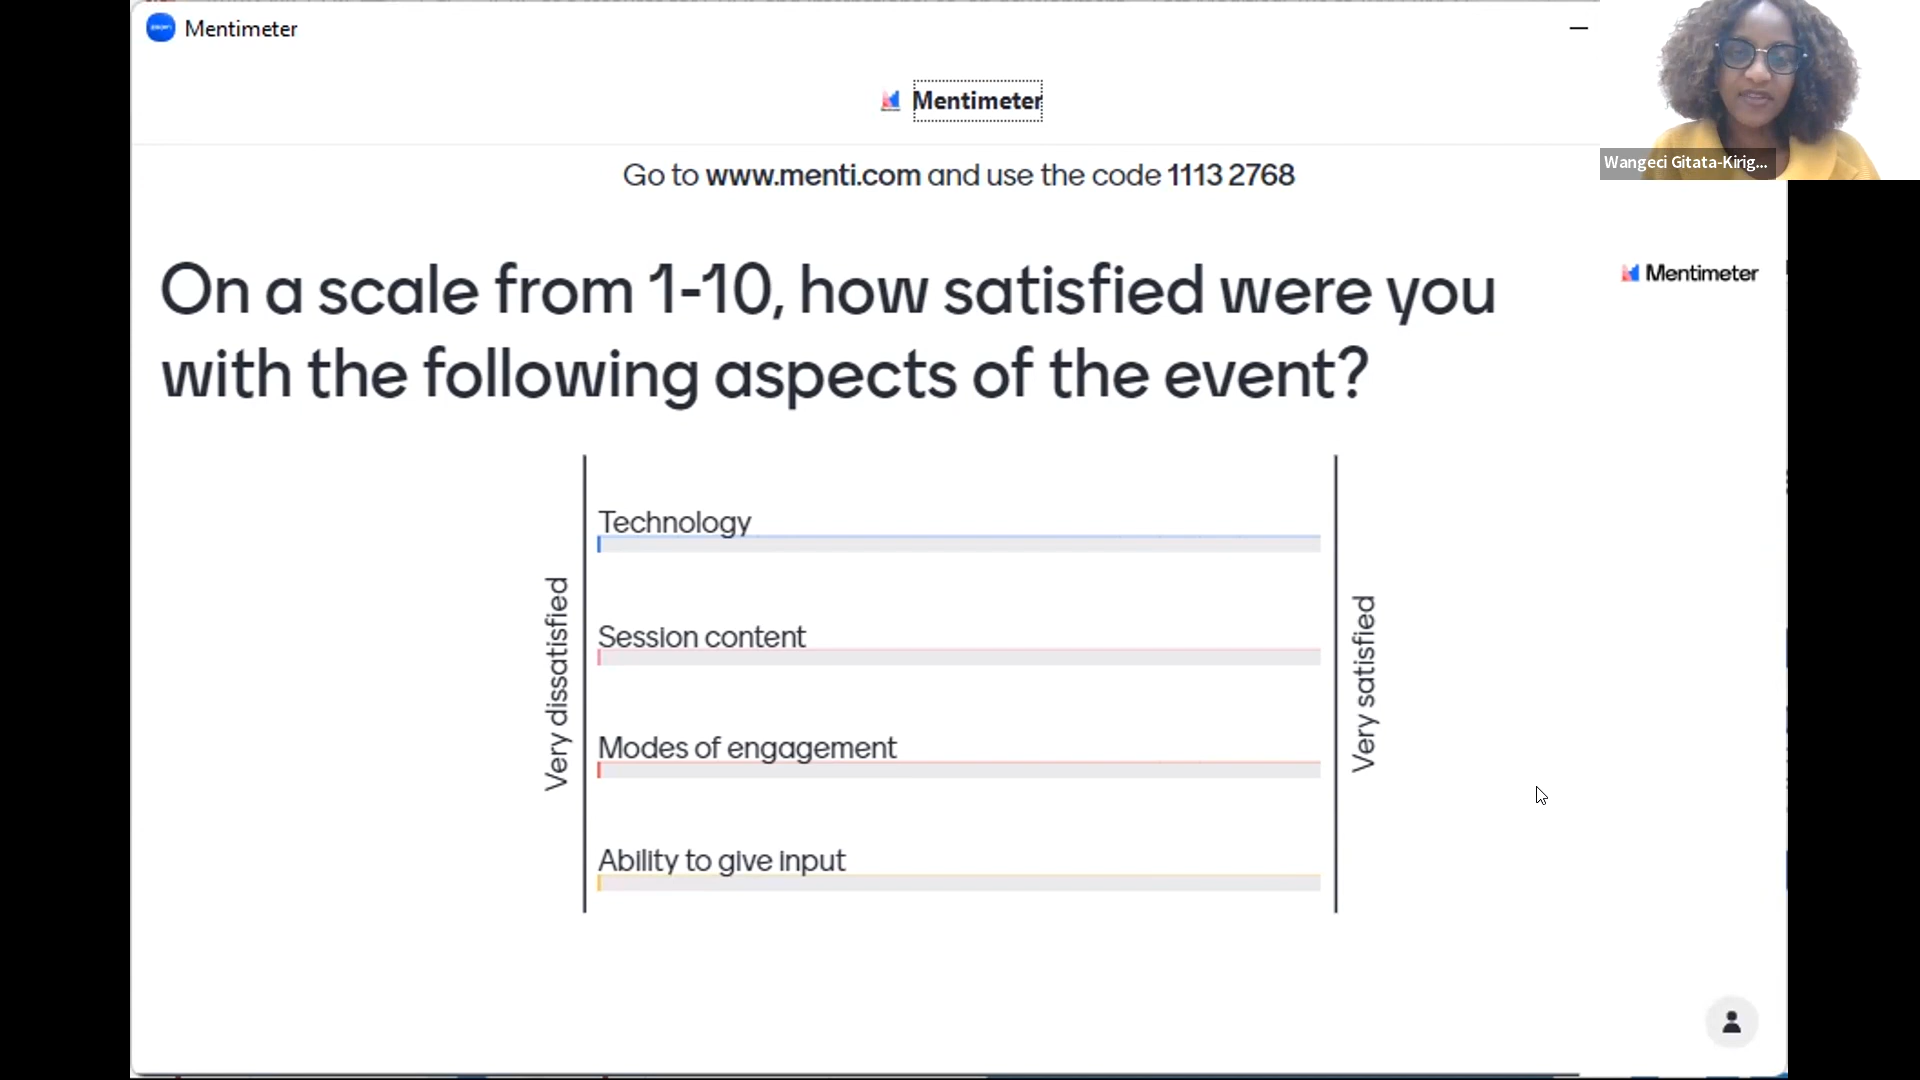 Mentimeter
Mentimeter
Wangeci Gitata-Kirig...
Go to www.menti.com and use the code 1113 2768
On a scale from 1-10, how satisfied were you
with the following aspects of the event?
Mentimeter
Very dissatisfied
Technology
Session content
Modes of engagement
Ability to give input
Very satisfied